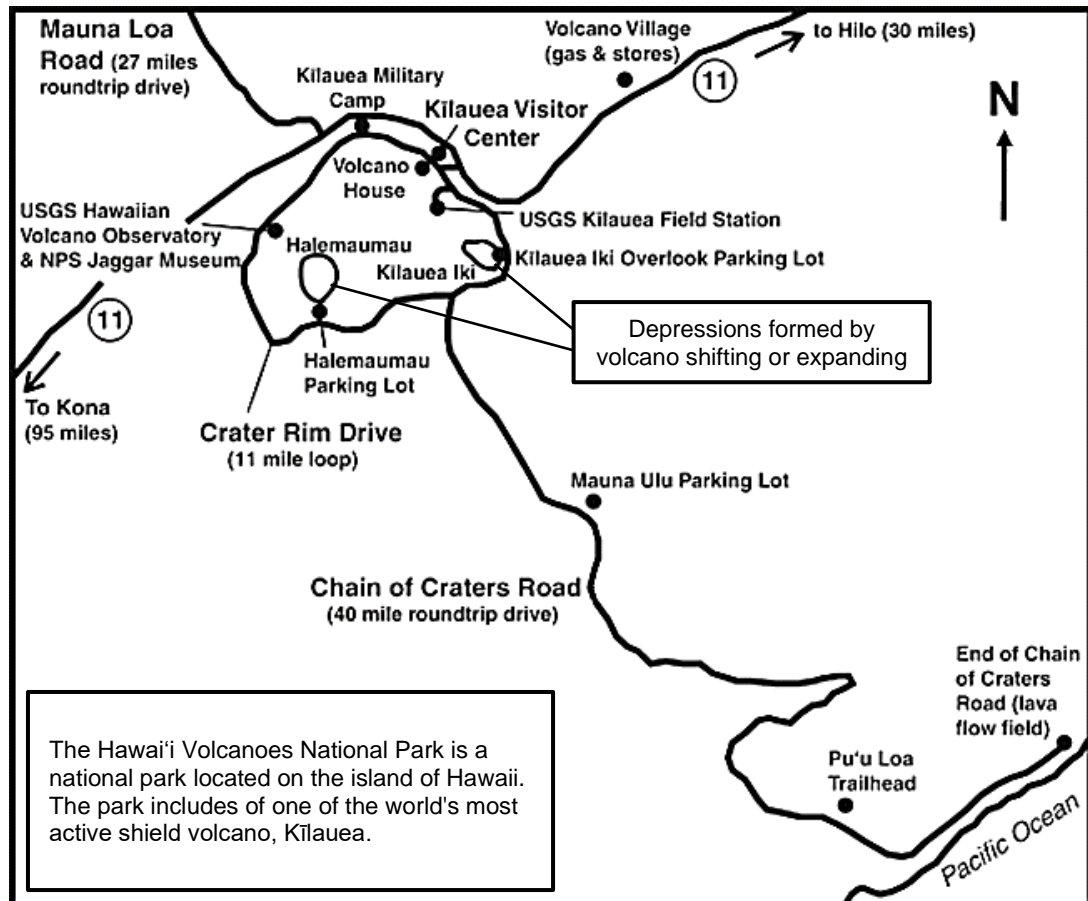 Mauna Loa
Road (27 miles
roundtrip drive)
Kīlauea Military
Camp
Volcano Village
(gas & stores)
to Hilo (30 miles)
11
N
Kīlauea Visitor
Center
Volcano
House
USGS Hawaiian
Volcano Observatory
& NPS Jaggar Museum
USGS Kīlauea Field Station
Halemaumau
Kīlauea Iki
Kīlauea Iki Overlook Parking Lot
11
Depressions formed by
volcano shifting or expanding
Halemaumau
Parking Lot
To Kona
(95 miles)
Crater Rim Drive
(11 mile loop)
Mauna Ulu Parking Lot
Chain of Craters Road
(40 mile roundtrip drive)
End of Chain
of Craters
Road (lava
flow field)
Pu'u Loa
Trailhead
Pacific Ocean
The Hawaiʻi Volcanoes National Park is a
national park located on the island of Hawaii.
The park includes of one of the world's most
active shield volcano, Kīlauea.